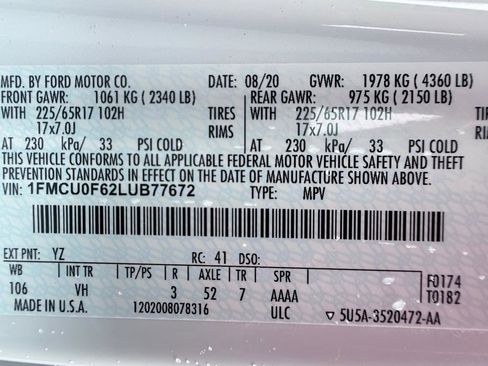 MFD. BY FORD MOTOR CO. 08/20 GVWR: 1978 KG (4360 LB)
FRONT GAWR: 1061 KG (2340 LB) REAR GAWR: 975 KG (2150 LB)
WITH 225/65R17 102H TIRES WITH 225/65R17 102H
17x7.0J RIMS 17x7.0J
AT 230 kPa/ 33 PSI COLD AT 230 kPa/ 33 PSI COLD
THIS VEHICLE CONFORMS TO ALL APPLICABLE FEDERAL MOTOR VEHICLE SAFETY AND THEFT
PREVENTION STANDARDS IN EFFECT ON THE DATE OF MANUFACTURE SHOWN ABOVE.
VIN: 1FMCU0F62LUB77672 TYPE: MPV
EXT PNT: YZ RC: 41 DSO:
WB INT TR TP/PS R AXLE TR SPR F0174
106 VH 3 52 7 AAAA T0182
MADE IN U.S.A. 1202008078316 ULC ▽ 5U5A-3520472-AA